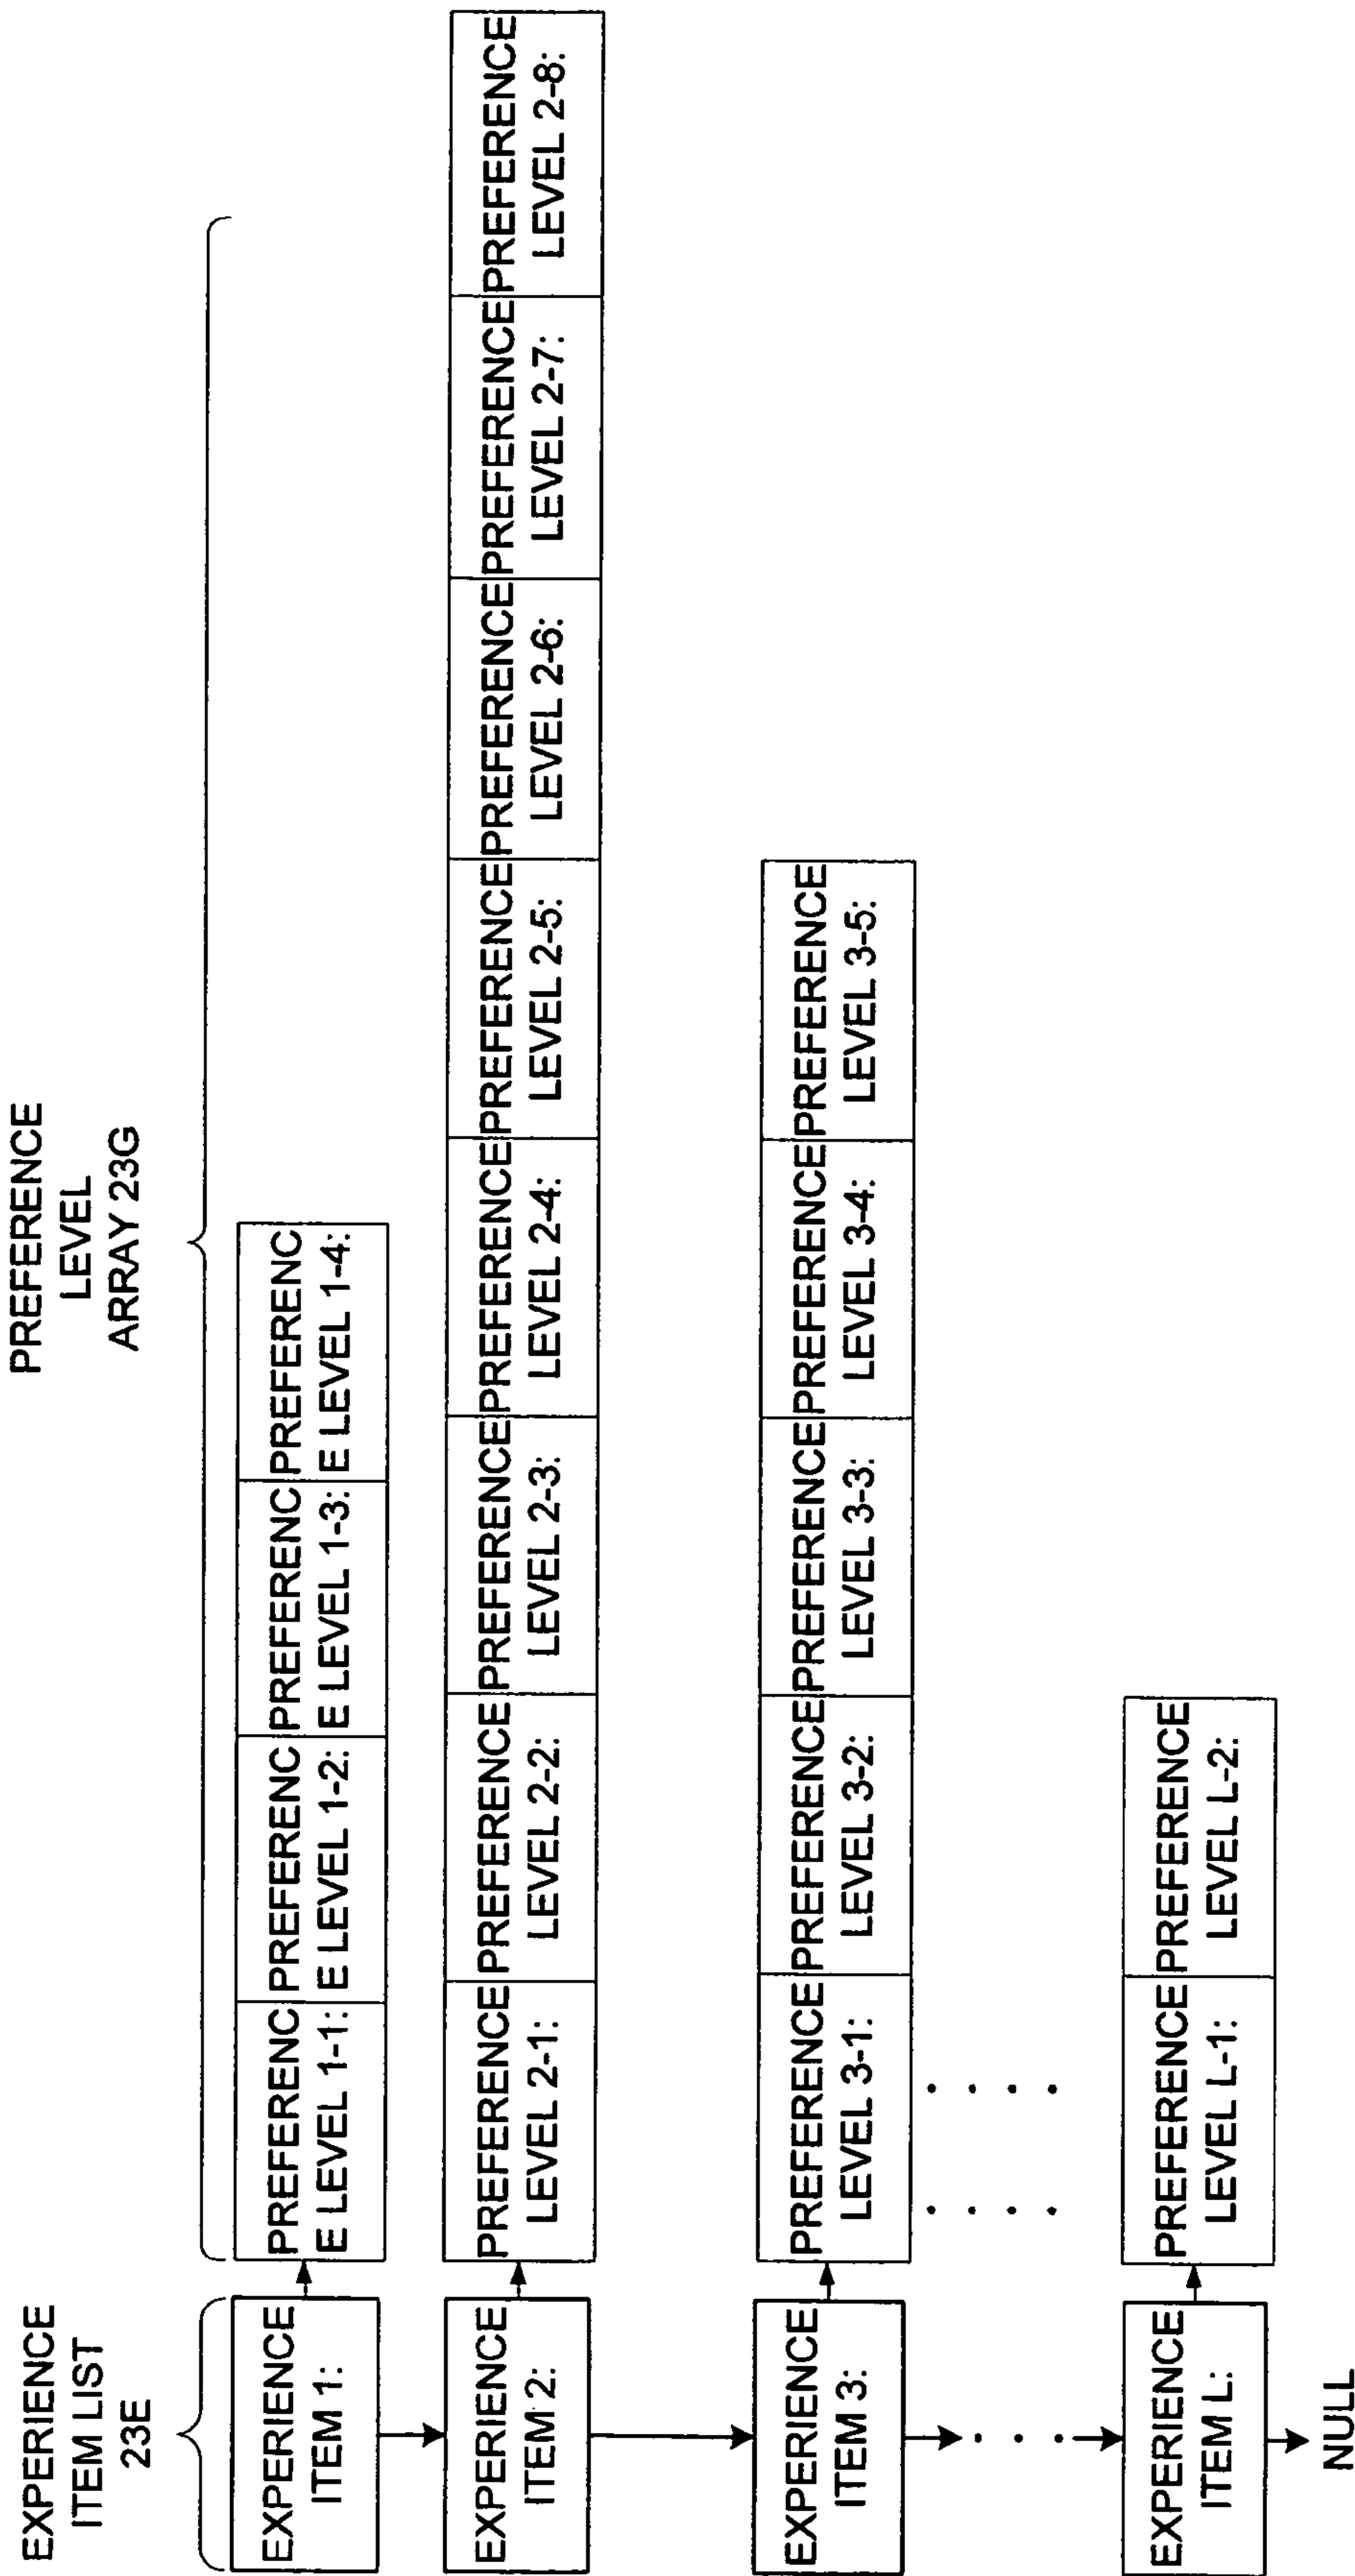 EXPERIENCE
ITEM LIST
23E
PREFERENCE
LEVEL
ARRAY 23G
EXPERIENCE
ITEM 1:
PREFERENC
E LEVEL 1-1:
PREFERENC
E LEVEL 1-2:
PREFERENC
E LEVEL 1-3:
PREFERENC
E LEVEL 1-4:
EXPERIENCE
ITEM 2:
PREFERENCE
LEVEL 2-1:
PREFERENCE
LEVEL 2-2:
PREFERENCE
LEVEL 2-3:
PREFERENCE
LEVEL 2-4:
PREFERENCE
LEVEL 2-5:
PREFERENCE
LEVEL 2-6:
PREFERENCE
LEVEL 2-7:
PREFERENCE
LEVEL 2-8:
EXPERIENCE
ITEM 3:
PREFERENCE
LEVEL 3-1:
PREFERENCE
LEVEL 3-2:
PREFERENCE
LEVEL 3-3:
PREFERENCE
LEVEL 3-4:
PREFERENCE
LEVEL 3-5:
EXPERIENCE
ITEM L:
PREFERENCE
LEVEL L-1:
PREFERENCE
LEVEL L-2:
NULL